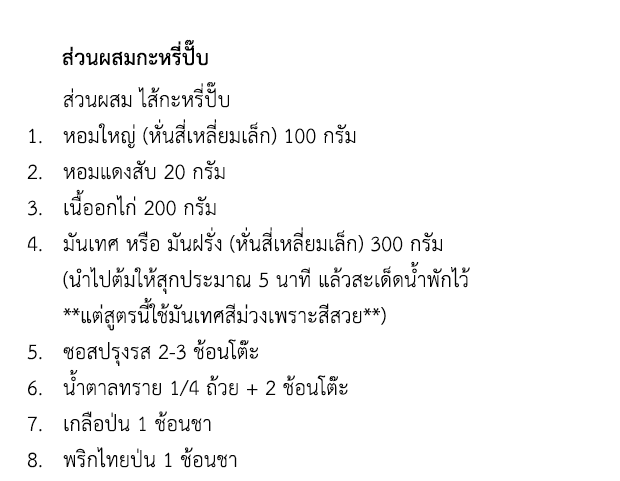 ส่วนผสมกะหรี่ปั๊บ
ส่วนผสม ไส้กะหรี่ปั๊บ
1. หอมใหญ่ (หั่นสี่เหลี่ยมเล็ก) 100 กรัม
2. หอมแดงสับ 20 กรัม
3. เนื้ออกไก่ 200 กรัม
4. มันเทศ หรือ มันฝรั่ง (หั่นสี่เหลี่ยมเล็ก) 300 กรัม
(นำไปต้มให้สุกประมาณ 5 นาที แล้วสะเด็ดน้ำพักไว้
**แต่สูตรนี้ใช้มันเทศสีม่วงเพราะสีสวย**)
5. ซอสปรุงรส 2-3 ช้อนโต๊ะ
6. น้ำตาลทราย 1/4 ถ้วย + 2 ช้อนโต๊ะ
7. เกลือป่น 1 ช้อนชา
8. พริกไทยป่น 1 ช้อนชา